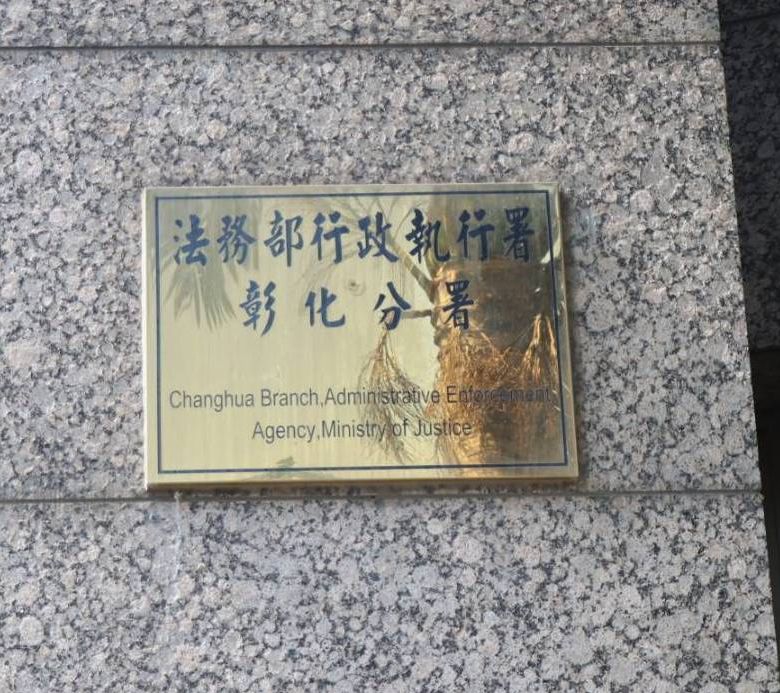 法務部行政執行署
彰化分署
Changhua Branch,Administrative Enforcement
Agency,Ministry of Justice